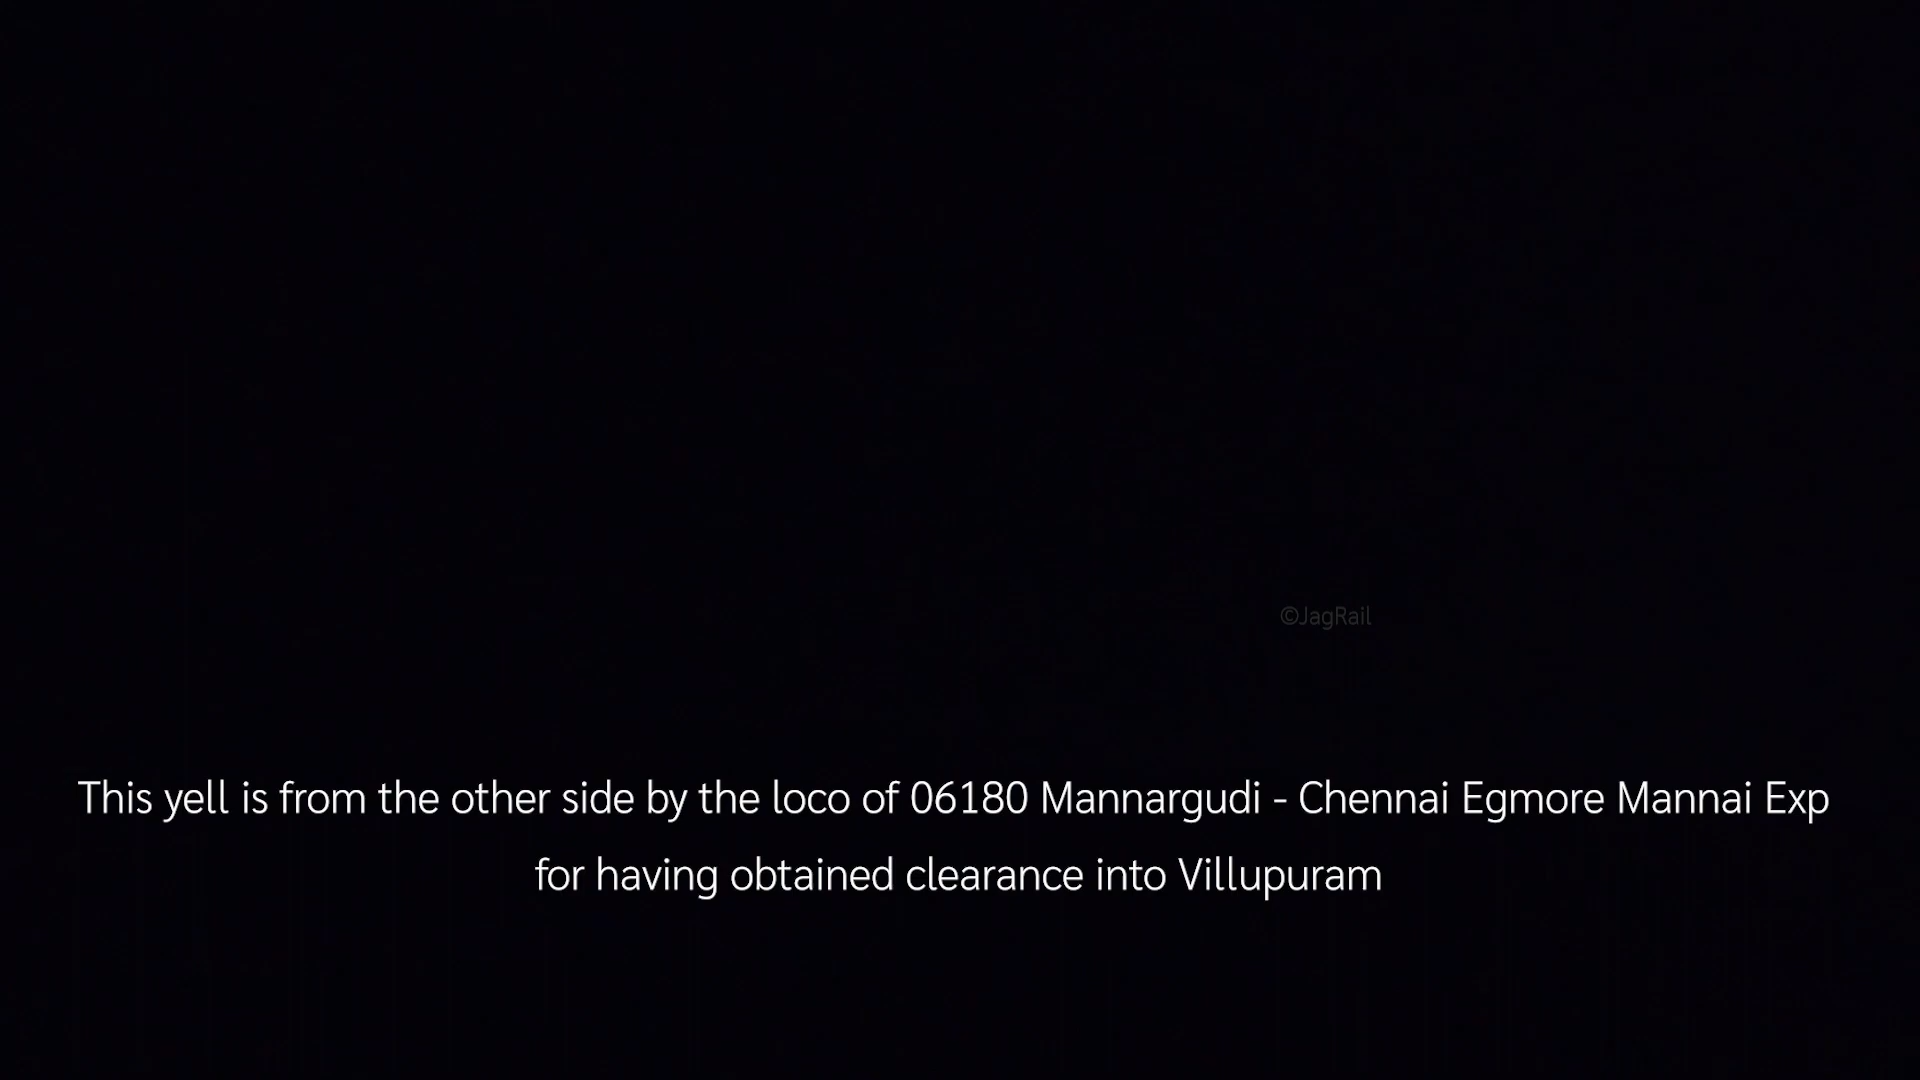 ©JagRail
This yell is from the other side by the loco of 06180 Mannargudi - Chennai Egmore Mannai Exp
for having obtained clearance into Villupuram